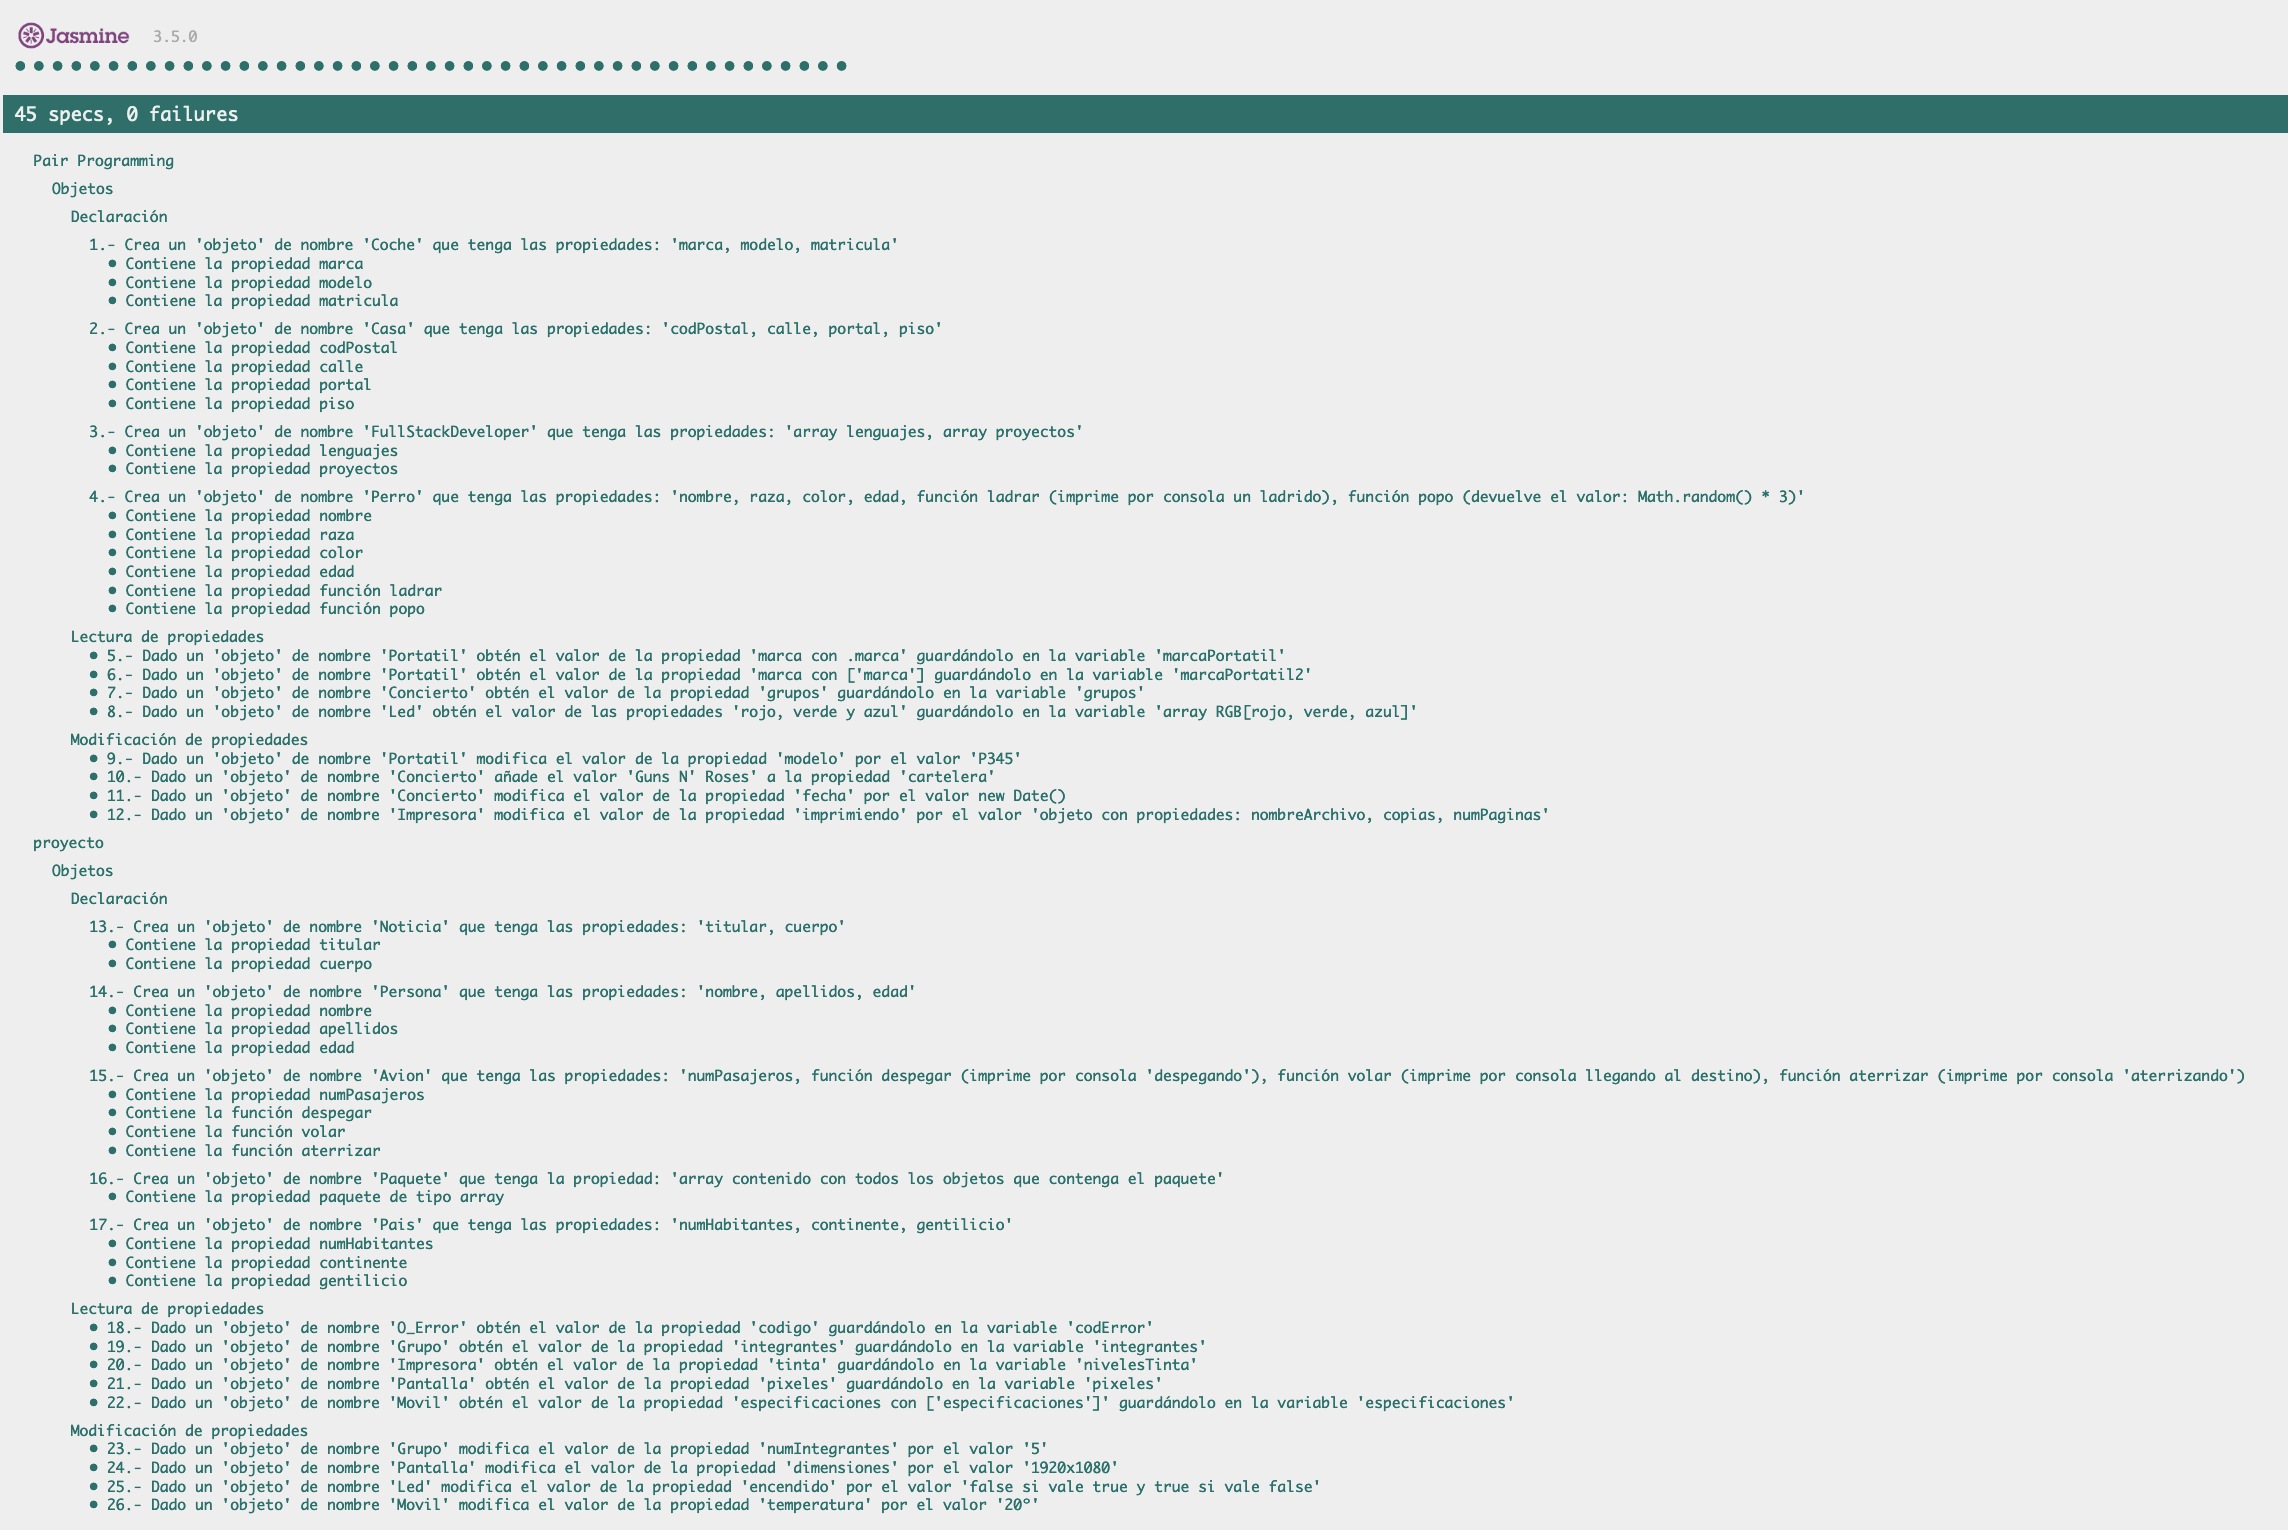 Jasmine 3.5.0
45 specs, 0 failures
Pair Programming
Objetos
Declaración
1.- Crea un 'objeto' de nombre 'Coche' que tenga las propiedades: 'marca, modelo, matricula'
• Contiene la propiedad marca
• Contiene la propiedad modelo
• Contiene la propiedad matricula
2.- Crea un 'objeto' de nombre 'Casa' que tenga las propiedades: 'codPostal, calle, portal, piso'
• Contiene la propiedad codPostal
• Contiene la propiedad calle
• Contiene la propiedad portal
• Contiene la propiedad piso
3.- Crea un 'objeto' de nombre 'FullStackDeveloper' que tenga las propiedades: 'array lenguajes, array proyectos'
• Contiene la propiedad lenguajes
• Contiene la propiedad proyectos
4.- Crea un 'objeto' de nombre 'Perro' que tenga las propiedades: 'nombre, raza, color, edad, función ladrar (imprime por consola un ladrido), función popo (devuelve el valor: Math.random() * 3)'
• Contiene la propiedad nombre
• Contiene la propiedad raza
• Contiene la propiedad color
• Contiene la propiedad edad
• Contiene la propiedad función ladrar
• Contiene la propiedad función popo
Lectura de propiedades
• 5.- Dado un 'objeto' de nombre 'Portatil' obtén el valor de la propiedad 'marca con .marca' guardándolo en la variable 'marcaPortatil'
• 6.- Dado un 'objeto' de nombre 'Portatil' obtén el valor de la propiedad 'marca con ['marca'] guardándolo en la variable 'marcaPortatil2'
• 7.- Dado un 'objeto' de nombre 'Concierto' obtén el valor de la propiedad 'grupos' guardándolo en la variable 'grupos'
• 8.- Dado un 'objeto' de nombre 'Led' obtén el valor de las propiedades 'rojo, verde y azul' guardándolo en la variable 'array RGB[rojo, verde, azul]'
Modificación de propiedades
• 9.- Dado un 'objeto' de nombre 'Portatil' modifica el valor de la propiedad 'modelo' por el valor 'P345'
• 10.- Dado un 'objeto' de nombre 'Concierto' añade el valor 'Guns N' Roses' a la propiedad 'cartelera'
• 11.- Dado un 'objeto' de nombre 'Concierto' modifica el valor de la propiedad 'fecha' por el valor new Date()
• 12.- Dado un 'objeto' de nombre 'Impresora' modifica el valor de la propiedad 'imprimiendo' por el valor 'objeto con propiedades: nombreArchivo, copias, numPaginas'
proyecto
Objetos
Declaración
13.- Crea un 'objeto' de nombre 'Noticia' que tenga las propiedades: 'titular, cuerpo'
• Contiene la propiedad titular
• Contiene la propiedad cuerpo
14.- Crea un 'objeto' de nombre 'Persona' que tenga las propiedades: 'nombre, apellidos, edad'
• Contiene la propiedad nombre
• Contiene la propiedad apellidos
• Contiene la propiedad edad
15.- Crea un 'objeto' de nombre 'Avion' que tenga las propiedades: 'numPasajeros, función despegar (imprime por consola 'despegando'), función volar (imprime por consola llegando al destino), función aterrizar (imprime por consola 'aterrizando')
• Contiene la propiedad numPasajeros
• Contiene la función despegar
• Contiene la función volar
• Contiene la función aterrizar
16.- Crea un 'objeto' de nombre 'Paquete' que tenga la propiedad: 'array contenido con todos los objetos que contenga el paquete'
• Contiene la propiedad paquete de tipo array
17.- Crea un 'objeto' de nombre 'Pais' que tenga las propiedades: 'numHabitantes, continente, gentilicio'
• Contiene la propiedad numHabitantes
• Contiene la propiedad continente
• Contiene la propiedad gentilicio
Lectura de propiedades
• 18.- Dado un 'objeto' de nombre 'O_Error' obtén el valor de la propiedad 'codigo' guardándolo en la variable 'codError'
• 19.- Dado un 'objeto' de nombre 'Grupo' obtén el valor de la propiedad 'integrantes' guardándolo en la variable 'integrantes'
• 20.- Dado un 'objeto' de nombre 'Impresora' obtén el valor de la propiedad 'tinta' guardándolo en la variable 'nivelesTinta'
• 21.- Dado un 'objeto' de nombre 'Pantalla' obtén el valor de la propiedad 'pixeles' guardándolo en la variable 'pixeles'
• 22.- Dado un 'objeto' de nombre 'Movil' obtén el valor de la propiedad 'especificaciones con ['especificaciones']' guardándolo en la variable 'especificaciones'
Modificación de propiedades
• 23.- Dado un 'objeto' de nombre 'Grupo' modifica el valor de la propiedad 'numIntegrantes' por el valor '5'
• 24.- Dado un 'objeto' de nombre 'Pantalla' modifica el valor de la propiedad 'dimensiones' por el valor '1920x1080'
• 25.- Dado un 'objeto' de nombre 'Led' modifica el valor de la propiedad 'encendido' por el valor 'false si vale true y true si vale false'
• 26.- Dado un 'objeto' de nombre 'Movil' modifica el valor de la propiedad 'temperatura' por el valor '20º'